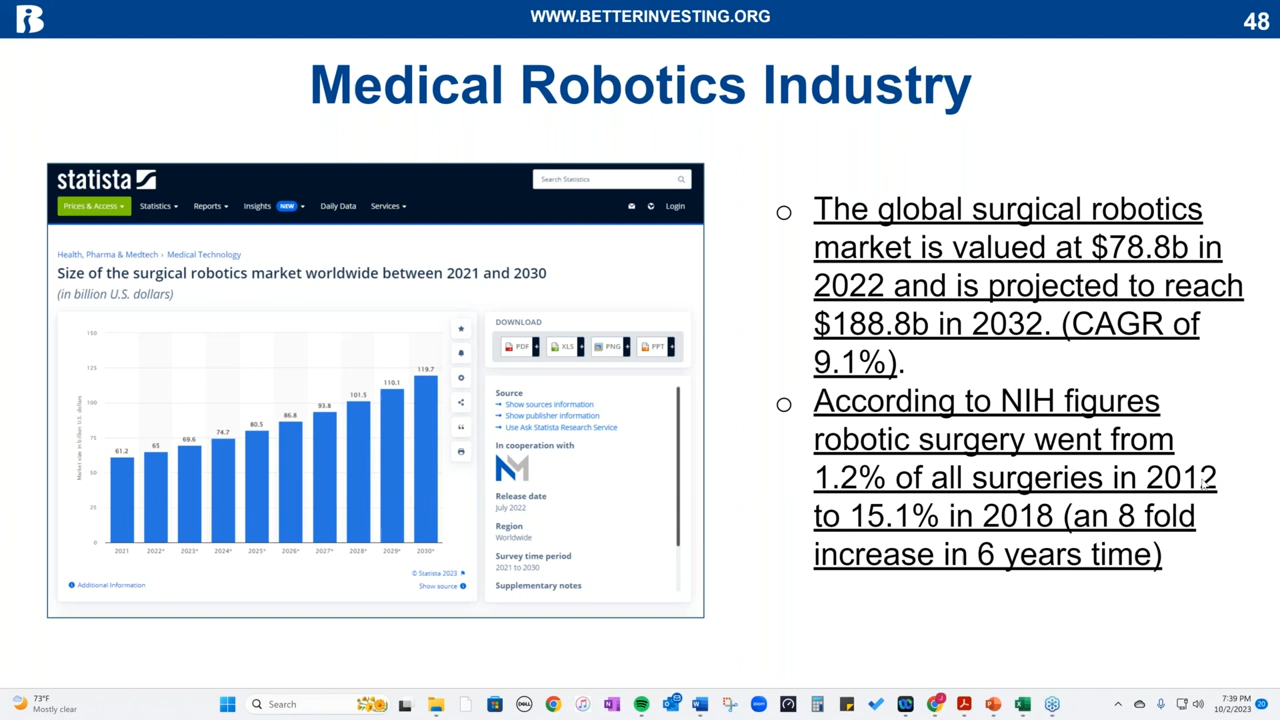 WWW.BETTERINVESTING.ORG
48
Medical Robotics Industry
statista
Search Statistics
Prices & Access
Statistics
Reports
Insights
NEW
Daily Data
Services
Login
Health, Pharma & Medtech › Medical Technology
Size of the surgical robotics market worldwide between 2021 and 2030
(in billion U.S. dollars)
Market size in billion U.S. dollars
150
125
100
75
50
25
0
61.2
65
69.6
74.7
80.5
86.8
93.8
101.5
110.1
119.7
2021
2022*
2023*
2024*
2025*
2026*
2027*
2028*
2029*
2030*
© Statista 2023
Additional Information
Show source
DOWNLOAD
PDF
XLS
PNG
PPT
Source
→ Show sources information
→ Show publisher information
→ Use Ask Statista Research Service
In cooperation with
Release date
July 2022
Region
Worldwide
Survey time period
2021 to 2030
Supplementary notes
The global surgical robotics
market is valued at $78.8b in
2022 and is projected to reach
$188.8b in 2032. (CAGR of
9.1%).
According to NIH figures
robotic surgery went from
1.2% of all surgeries in 2012
to 15.1% in 2018 (an 8 fold
increase in 6 years time)
73°F
Mostly clear
Search
DELL
zoom
7:39 PM
10/2/2023
20